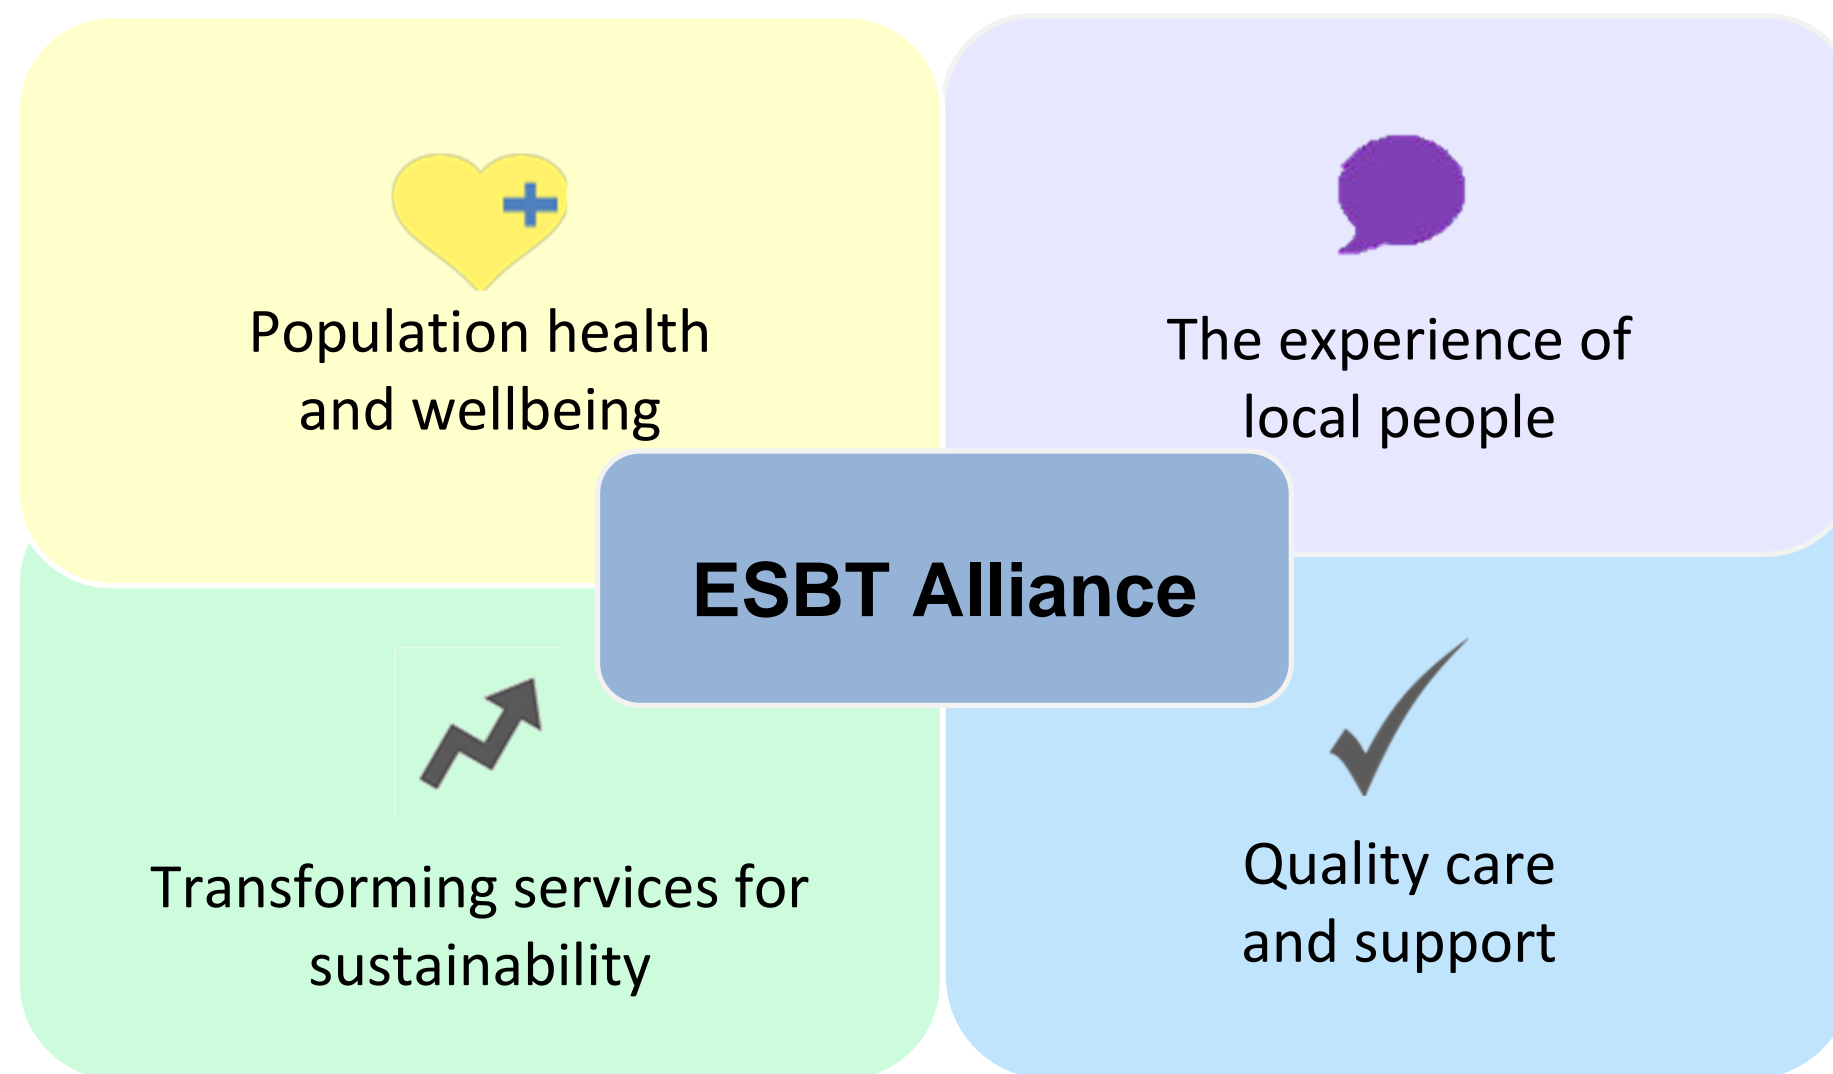 Population health
and wellbeing
The experience of
local people
ESBT Alliance
Transforming services for
sustainability
Quality care
and support